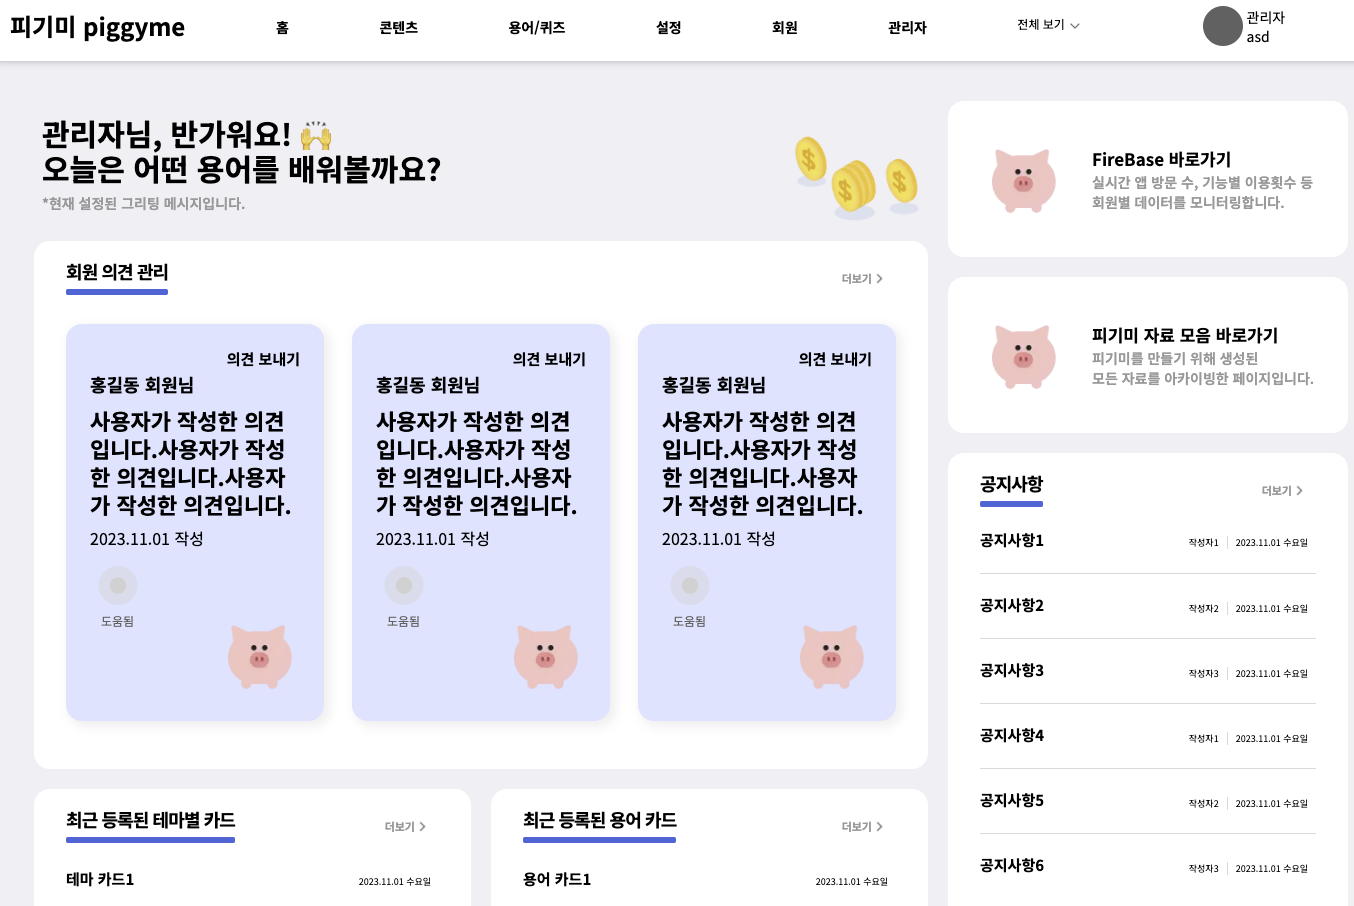 피기미 piggyme
홈
콘텐츠
용어/퀴즈
설정
회원
관리자
전체 보기
관리자
asd
관리자님, 반가워요! 🙌
오늘은 어떤 용어를 배워볼까요?
*현재 설정된 그리팅 메시지입니다.
회원 의견 관리
더보기
의견 보내기
홍길동 회원님
사용자가 작성한 의견
입니다.사용자가 작성
한 의견입니다.사용자
가 작성한 의견입니다.
2023.11.01 작성
도움됨
의견 보내기
홍길동 회원님
사용자가 작성한 의견
입니다.사용자가 작성
한 의견입니다.사용자
가 작성한 의견입니다.
2023.11.01 작성
도움됨
의견 보내기
홍길동 회원님
사용자가 작성한 의견
입니다.사용자가 작성
한 의견입니다.사용자
가 작성한 의견입니다.
2023.11.01 작성
도움됨
최근 등록된 테마별 카드
더보기
테마 카드1
2023.11.01 수요일
최근 등록된 용어 카드
더보기
용어 카드1
2023.11.01 수요일
FireBase 바로가기
실시간 앱 방문 수, 기능별 이용횟수 등
회원별 데이터를 모니터링합니다.
피기미 자료 모음 바로가기
피기미를 만들기 위해 생성된
모든 자료를 아카이빙한 페이지입니다.
공지사항
더보기
공지사항1 작성자1 2023.11.01 수요일
공지사항2 작성자2 2023.11.01 수요일
공지사항3 작성자3 2023.11.01 수요일
공지사항4 작성자1 2023.11.01 수요일
공지사항5 작성자2 2023.11.01 수요일
공지사항6 작성자3 2023.11.01 수요일